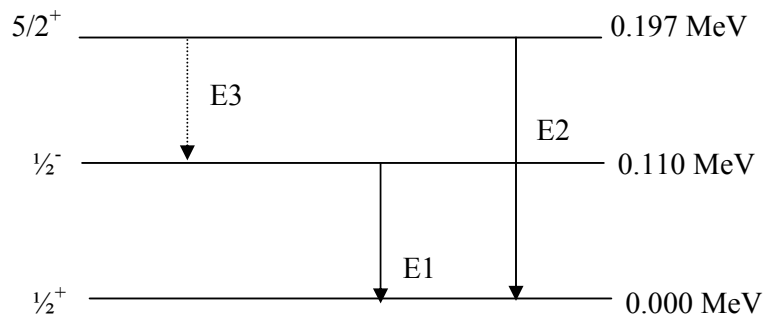 5/2⁺ 0.197 MeV
E3
E2
½⁻ 0.110 MeV
E1
½⁺ 0.000 MeV